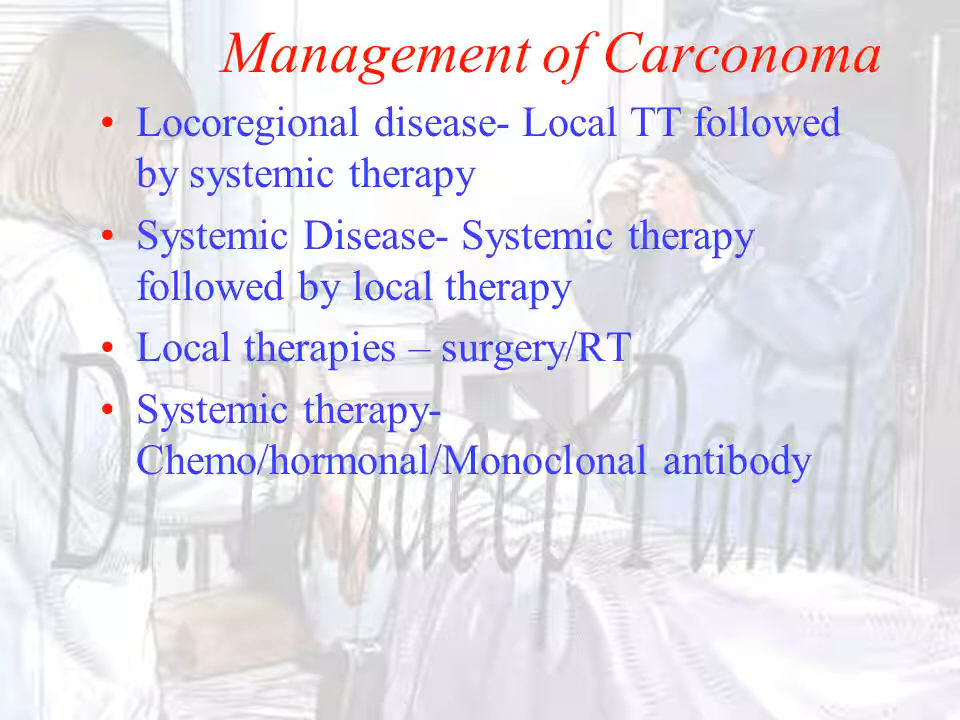 Management of Carconoma
• Locoregional disease- Local TT followed
by systemic therapy
• Systemic Disease- Systemic therapy
followed by local therapy
• Local therapies – surgery/RT
• Systemic therapy-
Chemo/hormonal/Monoclonal antibody
Dr. Pradeep Pande